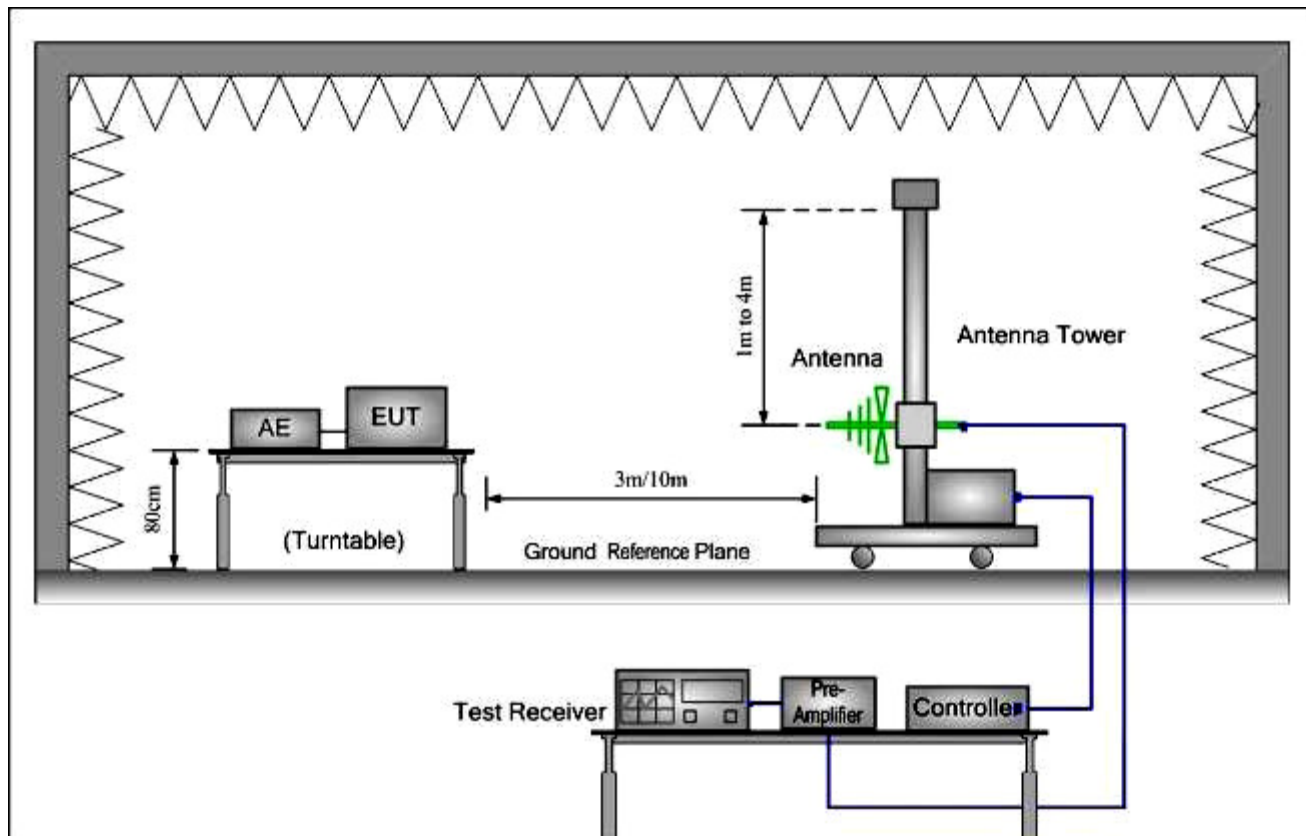 1m to 4m
Antenna
Antenna Tower
AE
EUT
80cm
3m/10m
(Turntable)
Ground Reference Plane
Test Receiver
Pre-
Amplifier
Controller